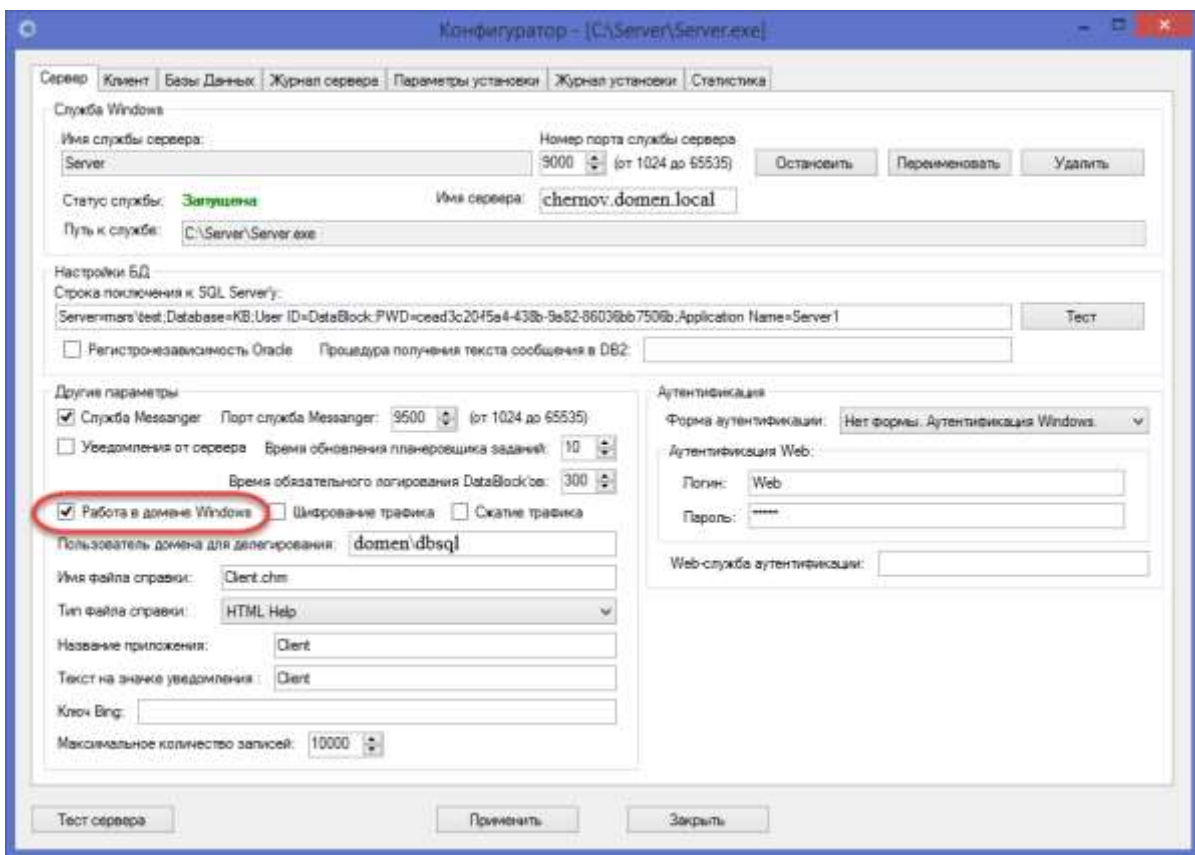 Конфигуратор - [C:\Server\Server.exe]
Сервер Клиент Базы Данных Журнал сервера Параметры установки Журнал установки Статистика
Служба Windows
Имя службы сервера: Номер порта службы сервера
Server 9000 (от 1024 до 65535) Остановить Переименовать Удалить
Статус службы: Запущена Имя сервера: chernov.domen.local
Путь к службе: C:\Server\Server.exe
Настройки БД
Строка поключения к SQL Server'у:
Server=mars\test;Database=KB;User ID=DataBlock;PWD=cead3c20-f5a4-438b-9a82-86036bb7506b;Application Name=Server1 Тест
Регистронезависимость Oracle Процедура получения текста сообщения в DB2:
Другие параметры Аутентификация
Служба Messanger Порт служба Messanger: 9500 (от 1024 до 65535) Форма аутентификации: Нет формы. Аутентификация Windows.
Уведомления от сервера Время обновления планеровщика заданий: 10 Аутентификация Web:
Время обязательного логирования DataBlock'ов: 300 Логин: Web
Работа в домене Windows Шифрование трафика Сжатие трафика Пароль: *****
Пользователь домена для делегирования: domen\dbsql Web-служба аутентификации:
Имя файла справки: Client.chm
Тип файла справки: HTML Help
Название приложения: Client
Текст на значке уведомления : Client
Ключ Bing:
Максимальное количество записей: 10000
Тест сервера Применить Закрыть